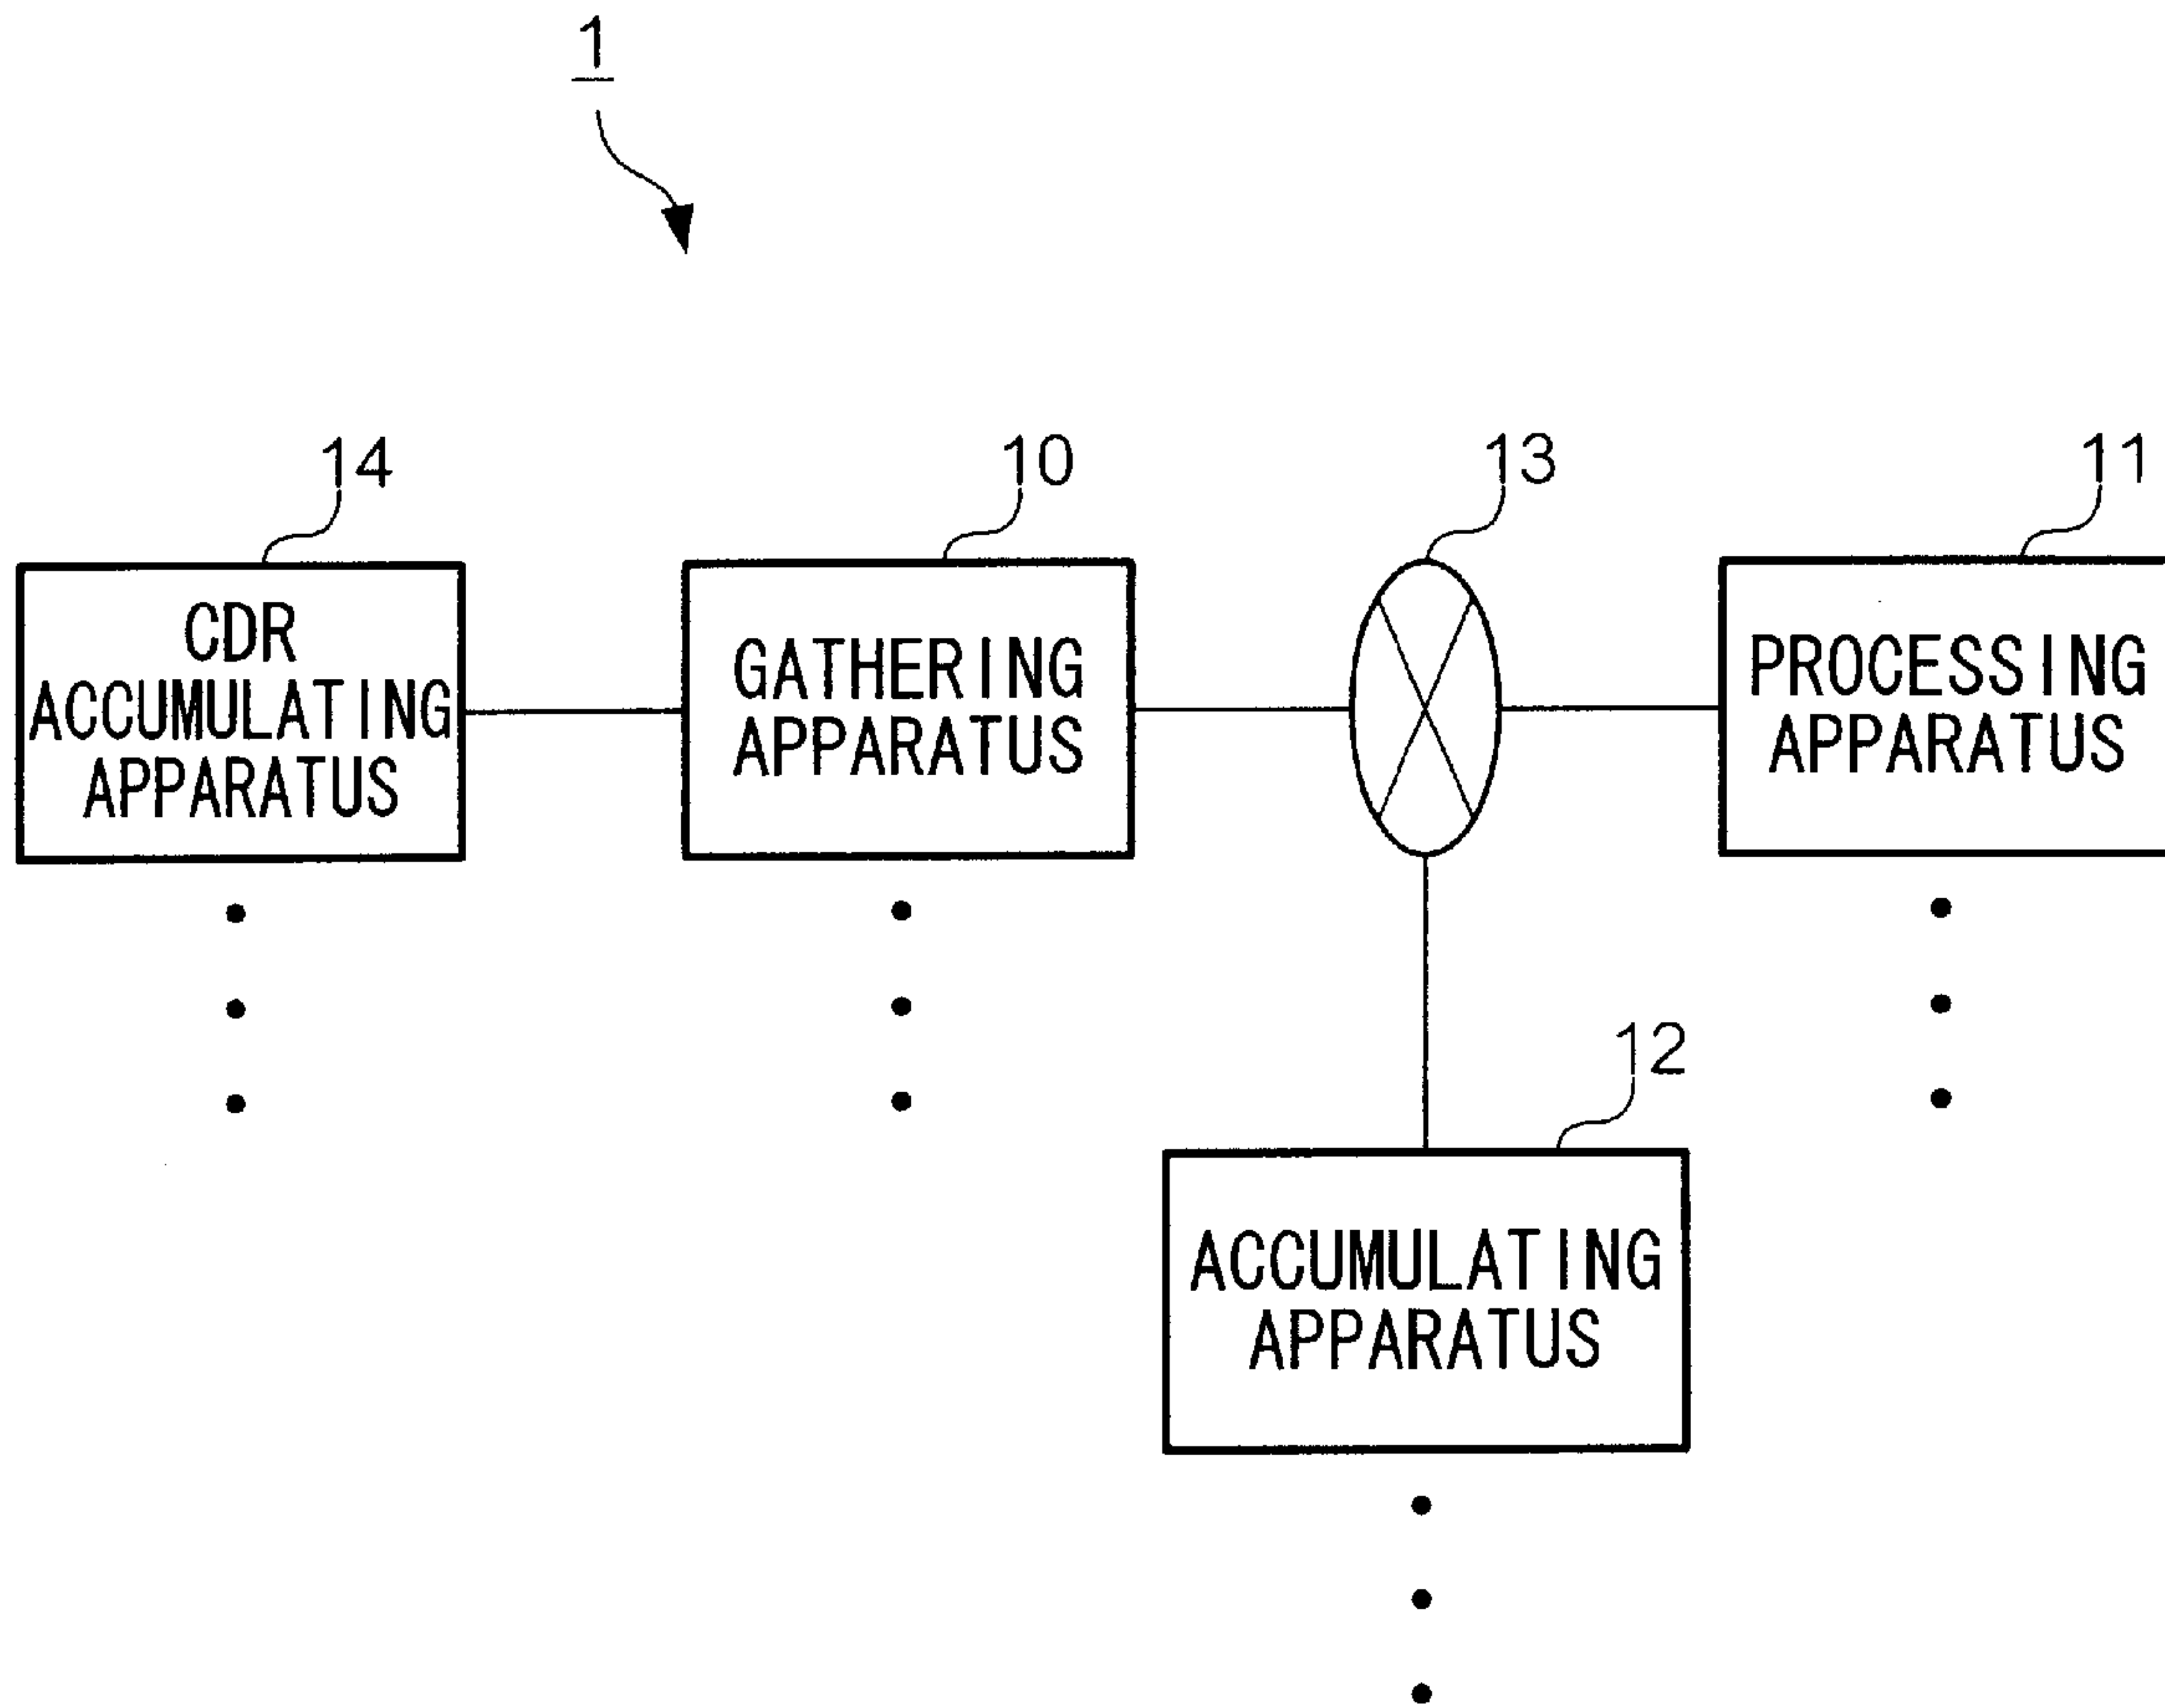 1
14
10
13
11
CDR
ACCUMULATING
APPARATUS
GATHERING
APPARATUS
PROCESSING
APPARATUS
12
ACCUMULATING
APPARATUS